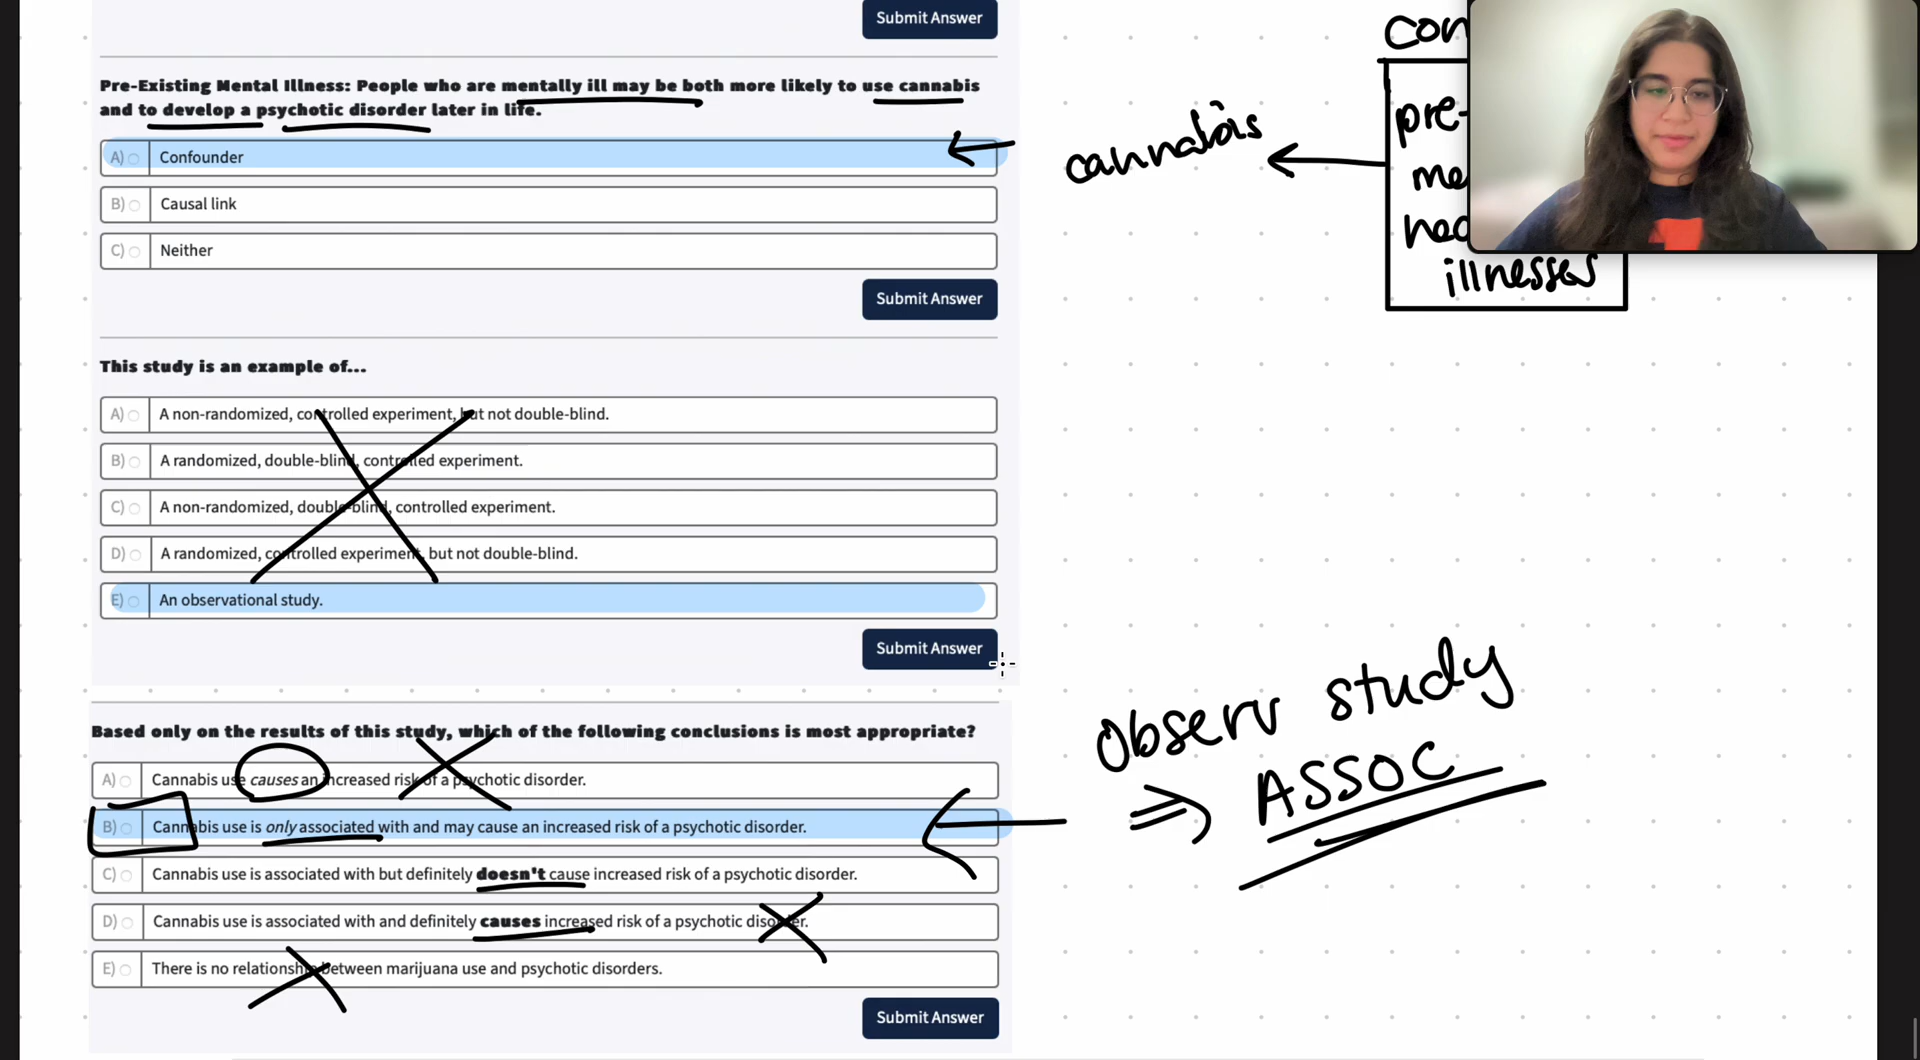 Submit Answer
Pre-Existing Mental Illness: People who are mentally ill may be both more likely to use cannabis
and to develop a psychotic disorder later in life.
A) Confounder
B) Causal link
C) Neither
Submit Answer
This study is an example of...
A) A non-randomized, controlled experiment, but not double-blind.
B) A randomized, double-blind, controlled experiment.
C) A non-randomized, double-blind, controlled experiment.
D) A randomized, controlled experiment, but not double-blind.
E) An observational study.
Submit Answer
Based only on the results of this study, which of the following conclusions is most appropriate?
A) Cannabis use causes an increased risk of a psychotic disorder.
B) Cannabis use is only associated with and may cause an increased risk of a psychotic disorder.
C) Cannabis use is associated with but definitely doesn't cause increased risk of a psychotic disorder.
D) Cannabis use is associated with and definitely causes increased risk of a psychotic disorder.
E) There is no relationship between marijuana use and psychotic disorders.
Submit Answer
cannabis
pre-
illnesses
Observ study
⇒ ASSOC